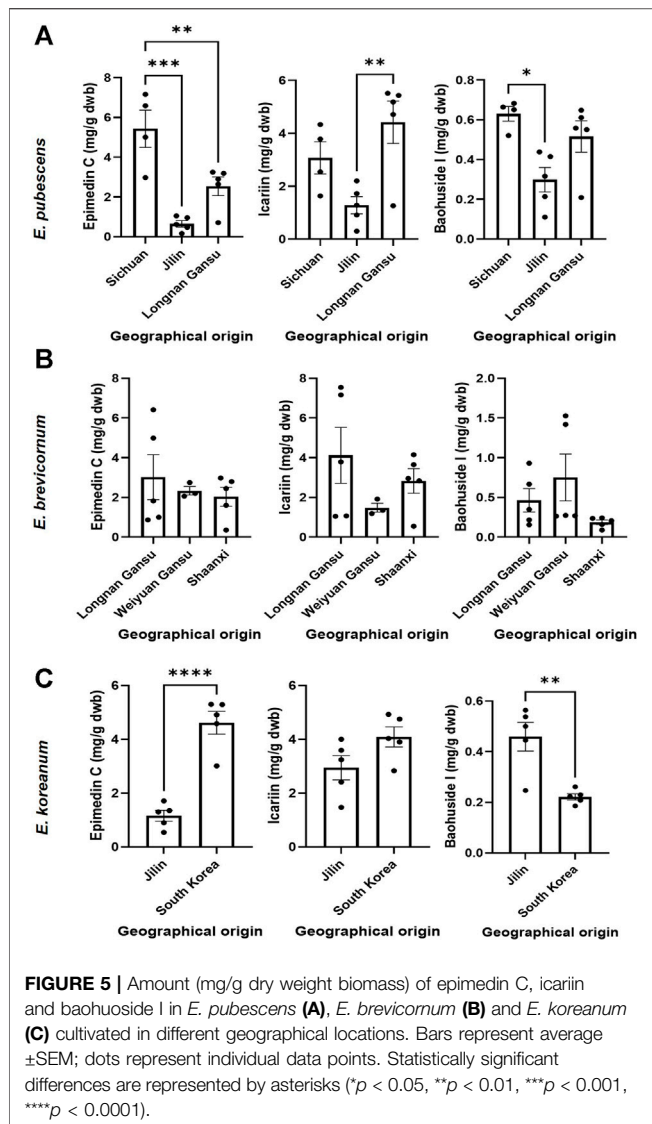 A
E. pubescens
Epimedin C (mg/g dwb)
8
6
4
2
0
**
***
Sichuan
Jilin
Longnan Gansu
Geographical origin
Icariin (mg/g dwb)
6
4
2
0
**
Sichuan
Jilin
Longnan Gansu
Geographical origin
Baohuside I (mg/g dwb)
0.8
0.6
0.4
0.2
0.0
*
Sichuan
Jilin
Longnan Gansu
Geographical origin
B
E. brevicornum
Epimedin C (mg/g dwb)
8
6
4
2
0
Longnan Gansu
Weiyuan Gansu
Shaanxi
Geographical origin
Icariin (mg/g dwb)
8
6
4
2
0
Longnan Gansu
Weiyuan Gansu
Shaanxi
Geographical origin
Baohuside I (mg/g dwb)
2.0
1.5
1.0
0.5
0.0
Longnan Gansu
Weiyuan Gansu
Shaanxi
Geographical origin
C
E. koreanum
Epimedin C (mg/g dwb)
6
4
2
0
****
Jilin
South Korea
Geographical origin
Icariin (mg/g dwb)
6
4
2
0
Jilin
South Korea
Geographical origin
Baohuside I (mg/g dwb)
0.6
0.4
0.2
0.0
**
Jilin
South Korea
Geographical origin
FIGURE 5 | Amount (mg/g dry weight biomass) of epimedin C, icariin
and baohuoside I in E. pubescens (A), E. brevicornum (B) and E. koreanum
(C) cultivated in different geographical locations. Bars represent average
±SEM; dots represent individual data points. Statistically significant
differences are represented by asterisks (*p < 0.05, **p < 0.01, ***p < 0.001,
****p < 0.0001).